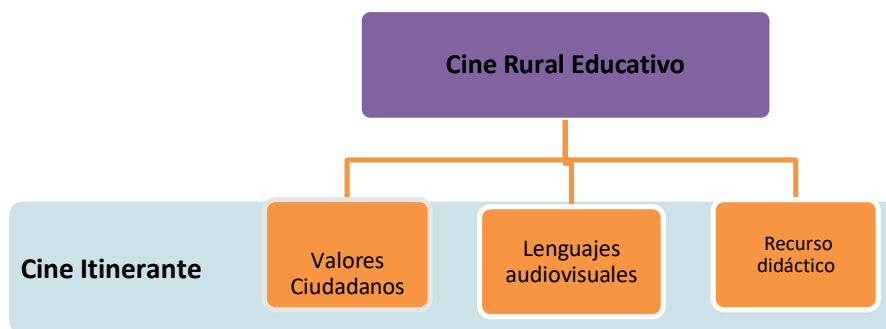 Cine Rural Educativo
Cine Itinerante
Valores
Ciudadanos
Lenguajes
audiovisuales
Recurso
didáctico